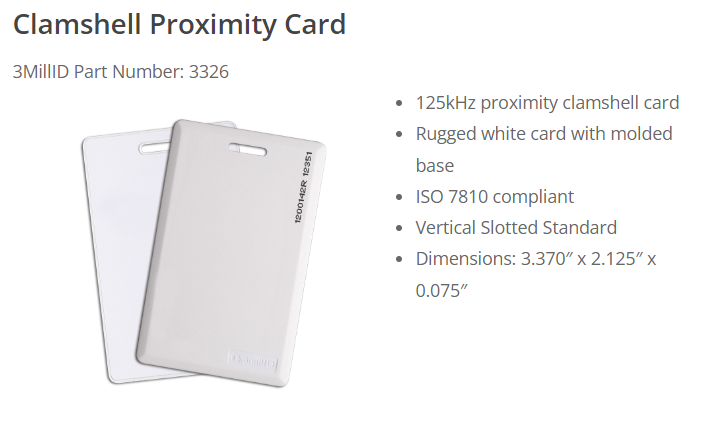 Clamshell Proximity Card
3MillID Part Number: 3326
125kHz proximity clamshell card
Rugged white card with molded
base
ISO 7810 compliant
Vertical Slotted Standard
Dimensions: 3.370″ x 2.125″ x
0.075″
1200142R 12351